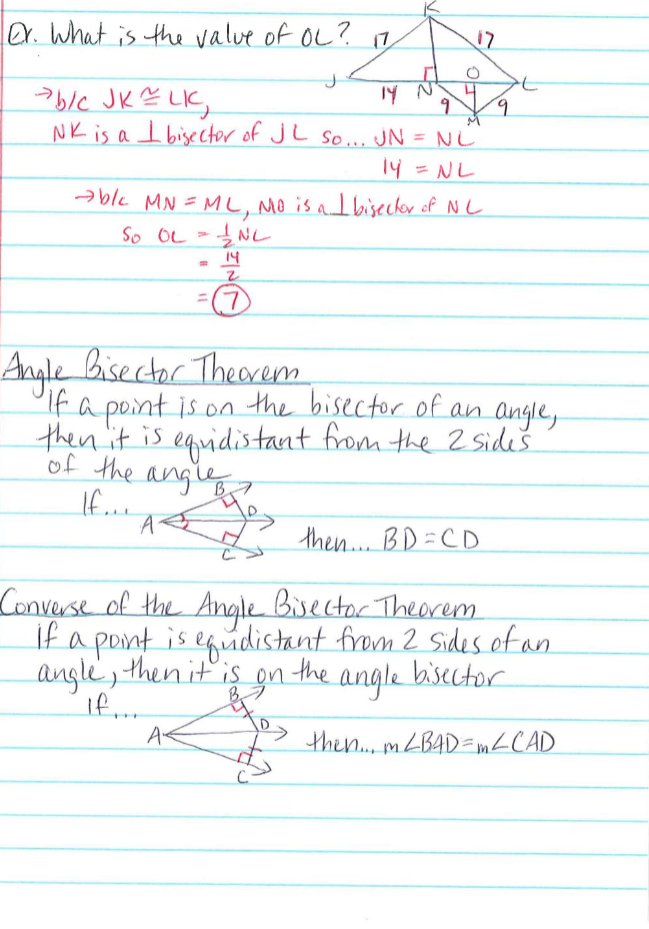 Ex. What is the value of OL?
K
17
17
J
14
N
O
L
9
4
9
M
→b/c JK ≅ LK,
NK is a ⊥ bisector of JL so... JN = NL
14 = NL
→b/c MN = ML, MO is a ⊥ bisector of NL
So OL = 1/2 NL
= 14/2
= 7
Angle Bisector Theorem
If a point is on the bisector of an angle,
then it is equidistant from the 2 sides
of the angle
If...
B
A
D
C
then... BD = CD
Converse of the Angle Bisector Theorem
If a point is equidistant from 2 sides of an
angle, then it is on the angle bisector
If...
B
A
D
C
then... m∠BAD = m∠CAD